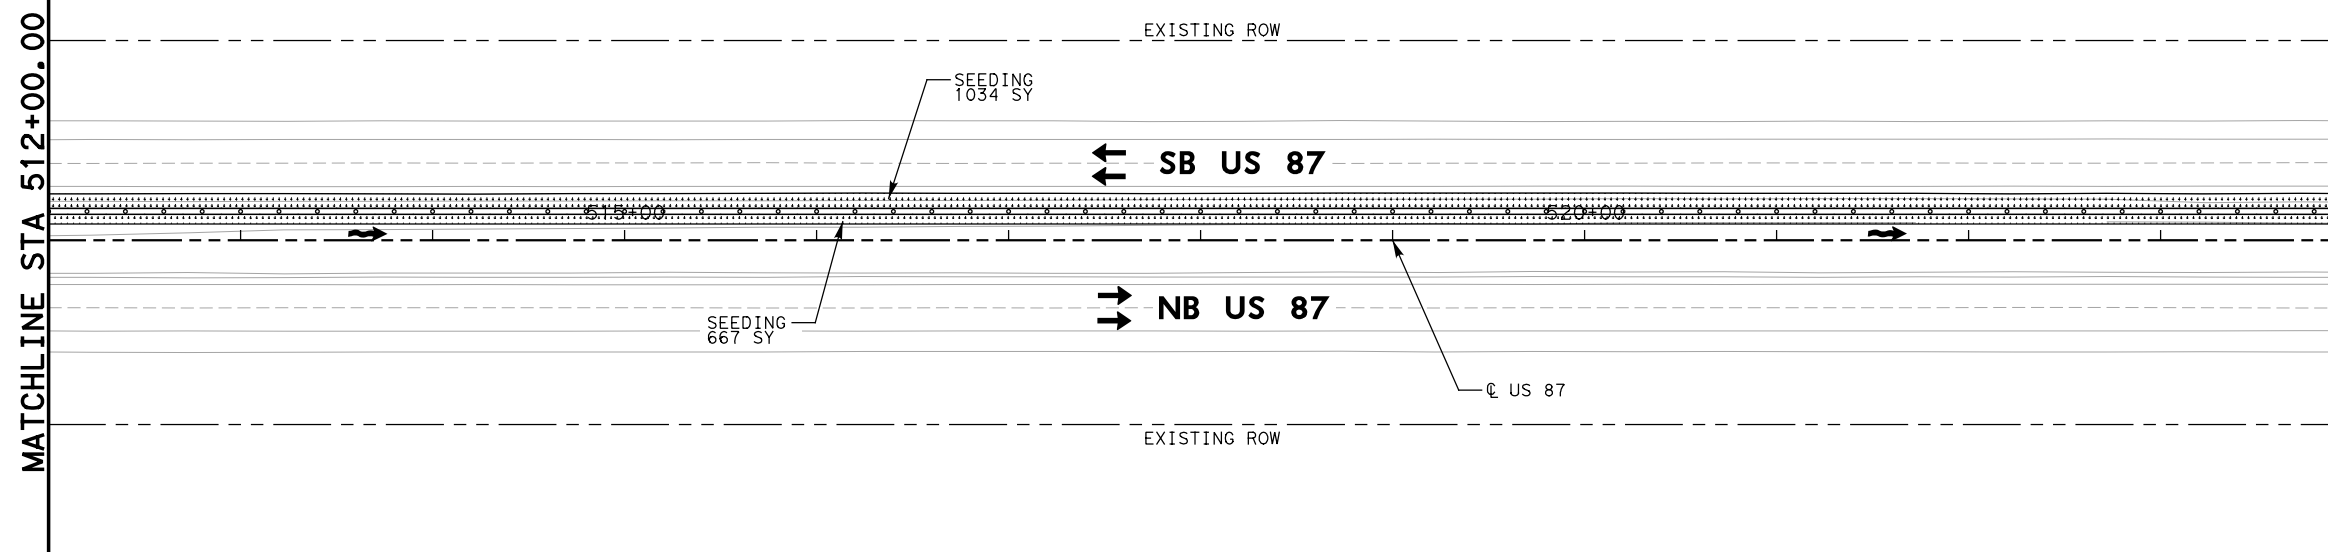 MATCHLINE STA 512+00.00
EXISTING ROW
SEEDING
1034 SY
SB US 87
515+00
520+00
NB US 87
SEEDING
667 SY
℄ US 87
EXISTING ROW